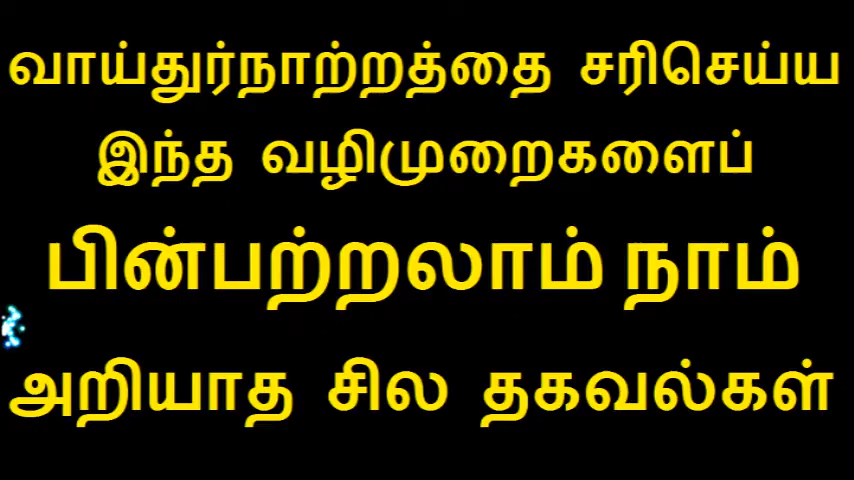 வாய்துர்நாற்றத்தை சரிசெய்ய
இந்த வழிமுறைகளைப்
பின்பற்றலாம் நாம்
அறியாத சில தகவல்கள்